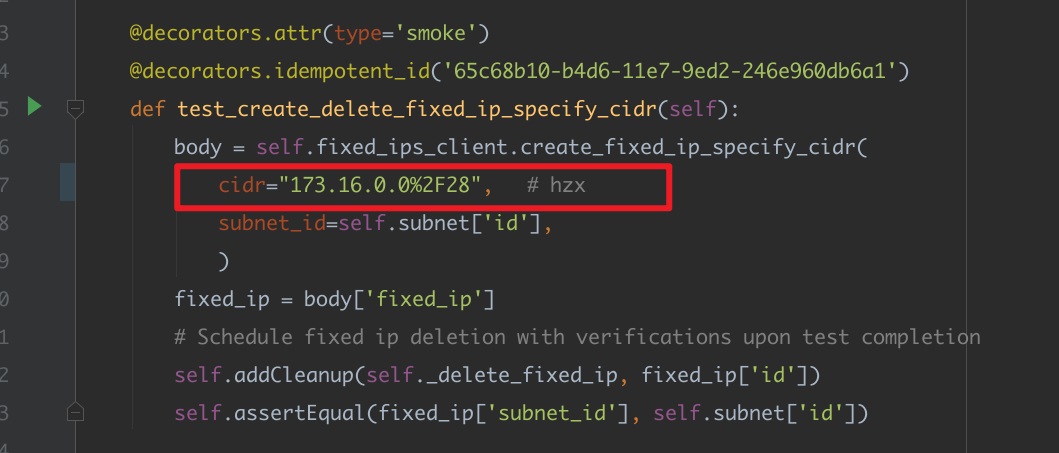 3 @decorators.attr(type='smoke')
4 @decorators.idempotent_id('65c68b10-b4d6-11e7-9ed2-246e960db6a1')
5 def test_create_delete_fixed_ip_specify_cidr(self):
6 body = self.fixed_ips_client.create_fixed_ip_specify_cidr(
7 cidr="173.16.0.0%2F28", # hzx
8 subnet_id=self.subnet['id'],
9 )
0 fixed_ip = body['fixed_ip']
1 # Schedule fixed ip deletion with verifications upon test completion
2 self.addCleanup(self._delete_fixed_ip, fixed_ip['id'])
3 self.assertEqual(fixed_ip['subnet_id'], self.subnet['id'])